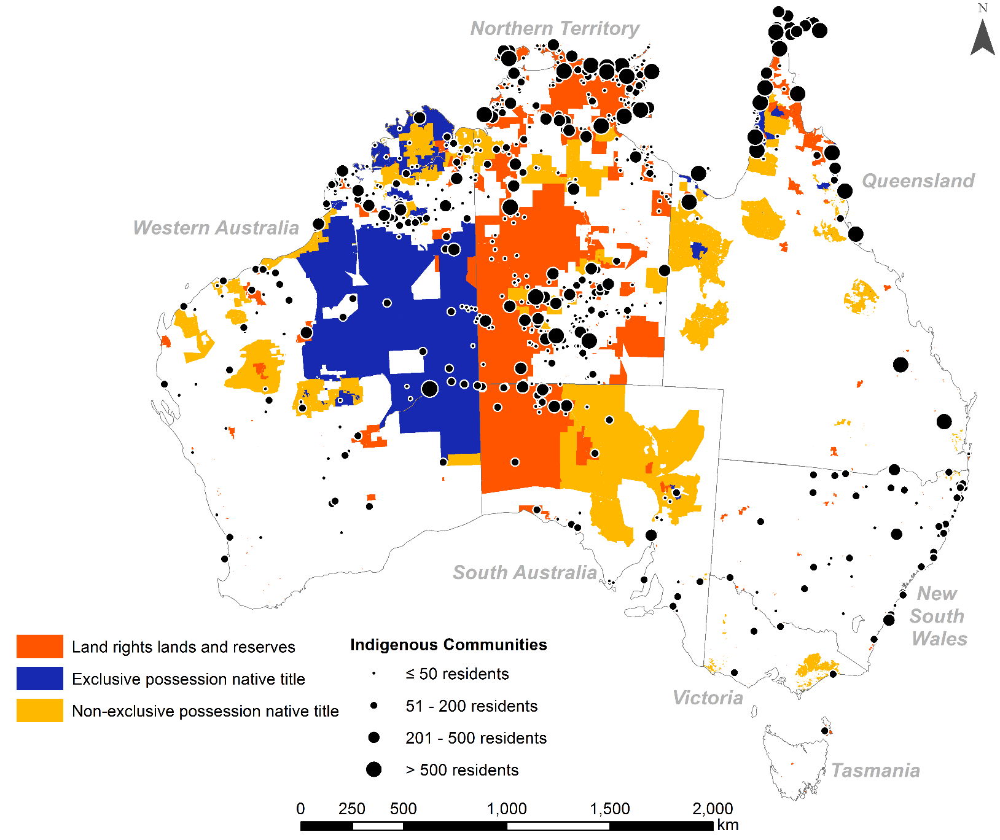 N
Northern Territory
Queensland
Western Australia
South Australia
New
South
Wales
Victoria
Tasmania
Land rights lands and reserves
Exclusive possession native title
Non-exclusive possession native title
Indigenous Communities
≤ 50 residents
51 - 200 residents
201 - 500 residents
> 500 residents
0 250 500 1,000 1,500 2,000
km